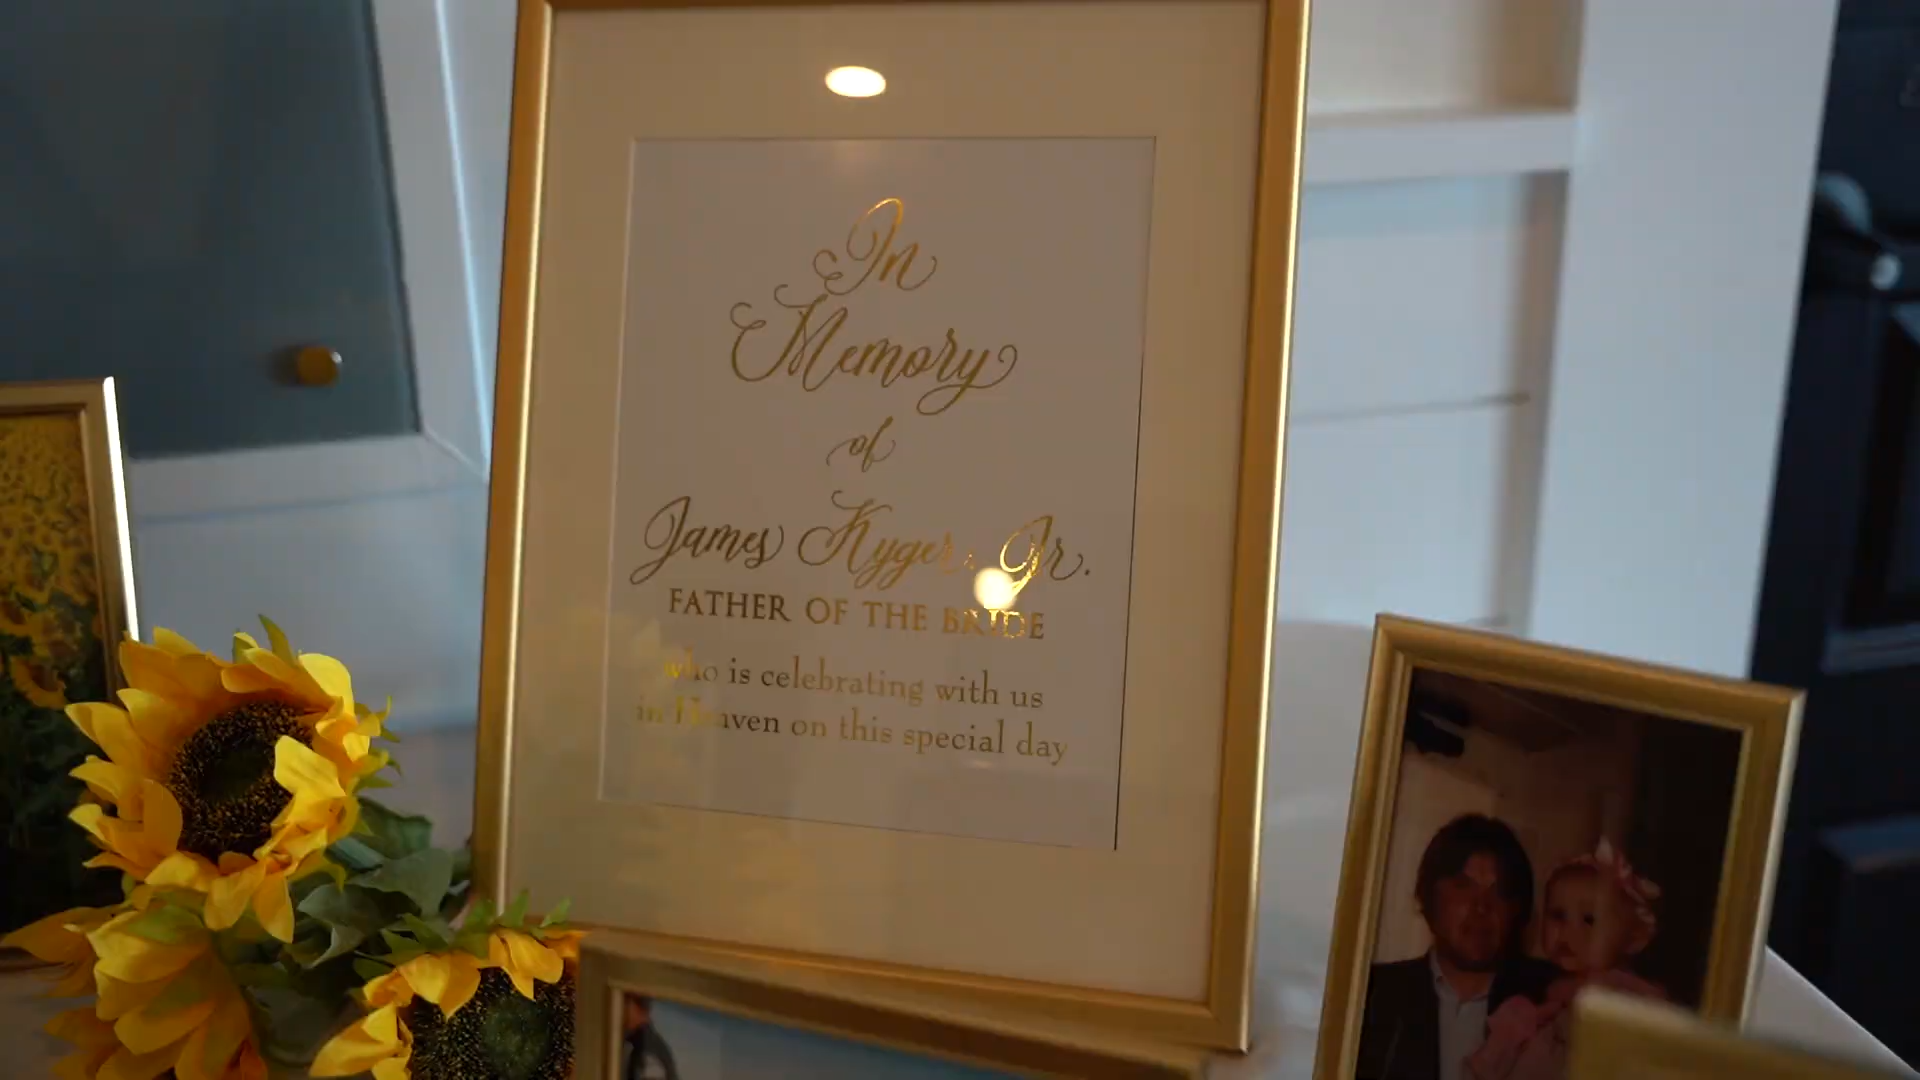 In
Memory
of
James Kyger, Jr.
FATHER OF THE BRIDE
who is celebrating with us
in Heaven on this special day